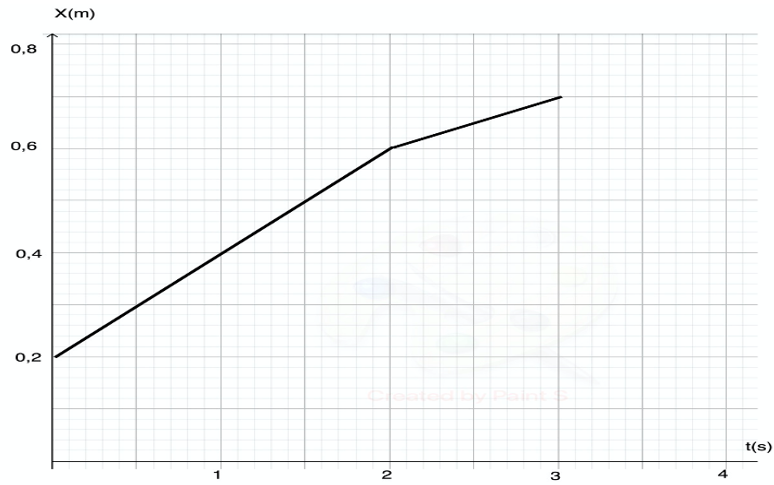 X(m)
0,8
0,6
0,4
0,2
Created by Paint S
1 2 3 4
t(s)